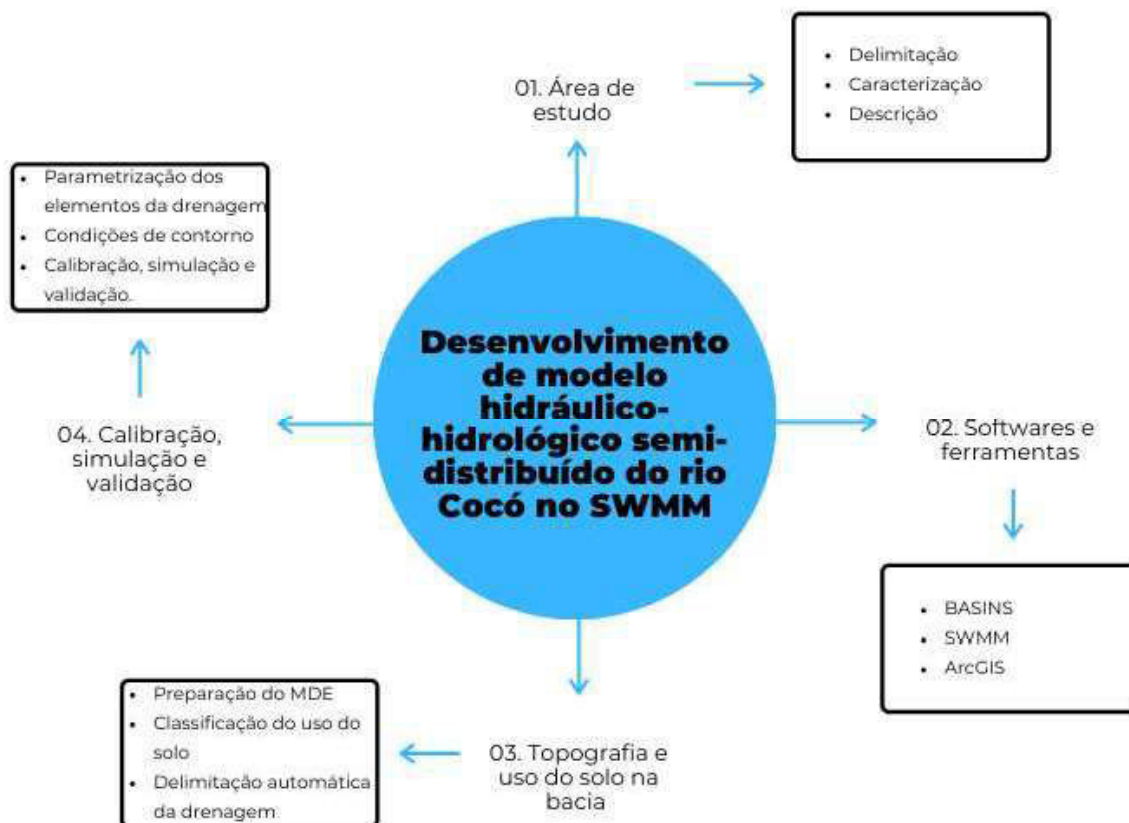 01. Área de
estudo
• Delimitação
• Caracterização
• Descrição
Desenvolvimento
de modelo
hidráulico-
hidrológico semi-
distribuído do rio
Cocó no SWMM
02. Softwares e
ferramentas
• BASINS
• SWMM
• ArcGIS
03. Topografia e
uso do solo na
bacia
• Preparação do MDE
• Classificação do uso do
solo
• Delimitação automática
da drenagem
04. Calibração,
simulação e
validação
• Parametrização dos
elementos da drenagem
• Condições de contorno
• Calibração, simulação e
validação.